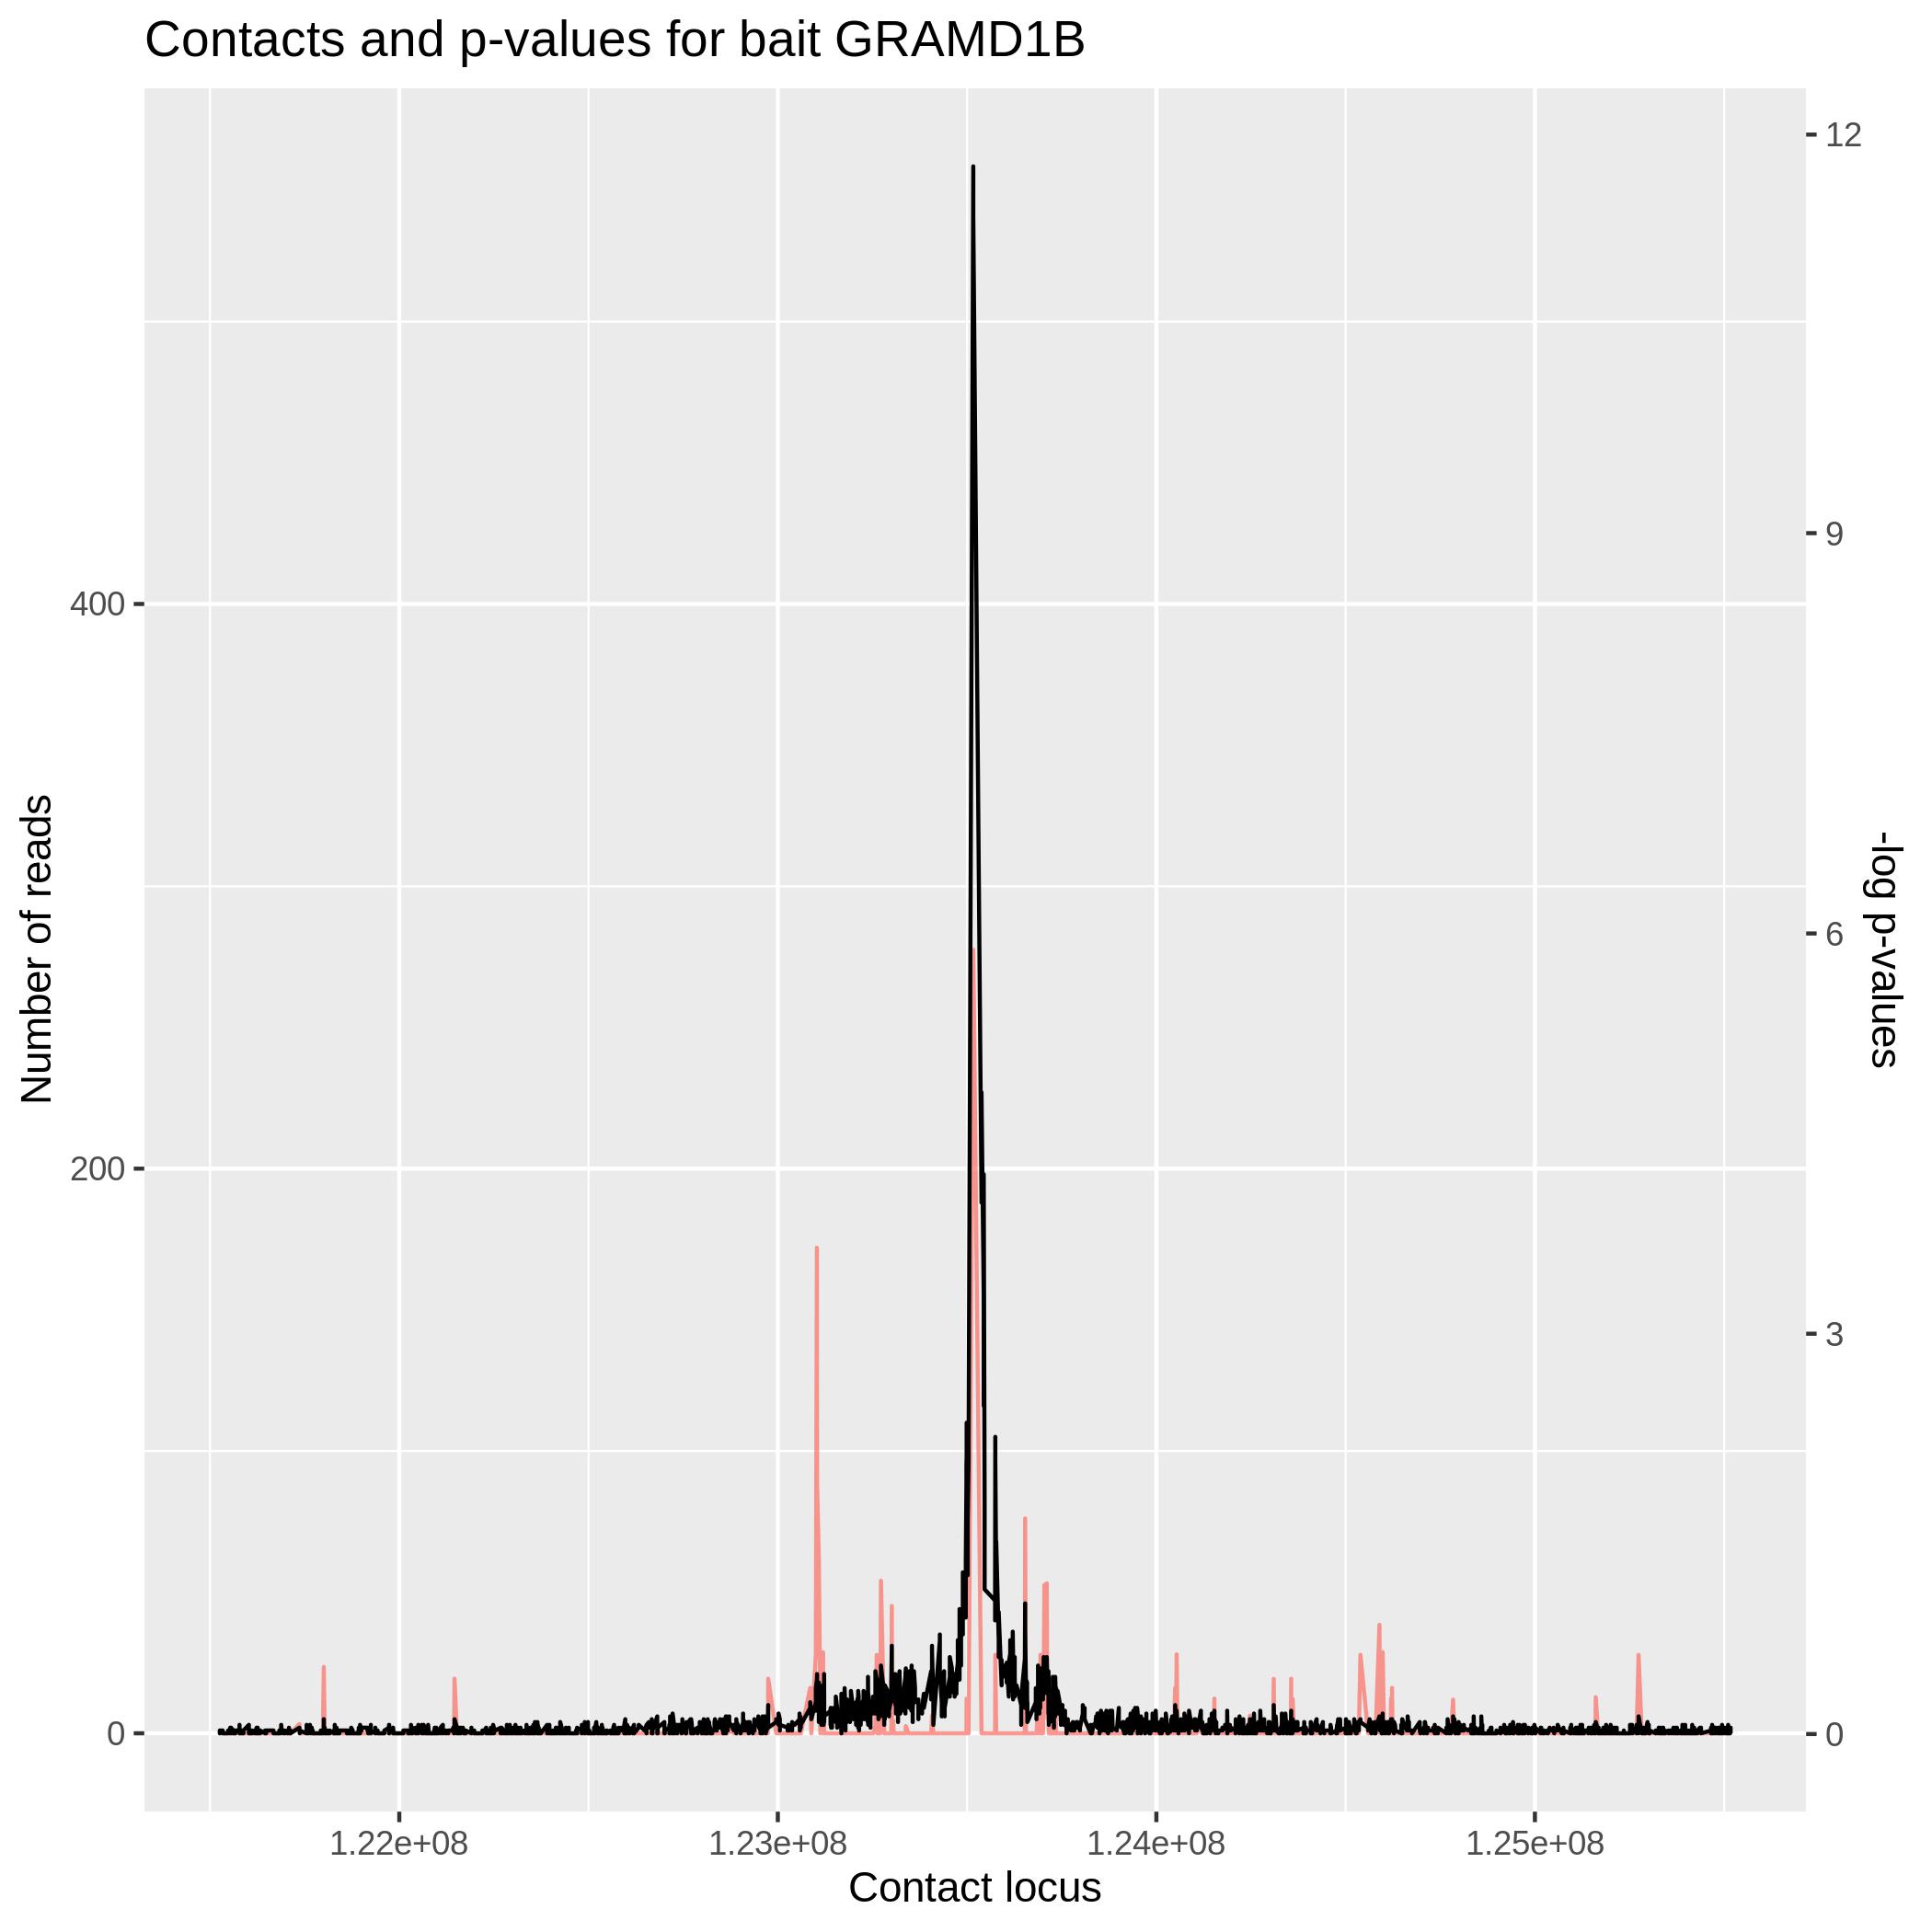 Contacts and p-values for bait GRAMD1B
Number of reads
400
200
0
12
9
6
3
0
-log p-values
1.22e+08
1.23e+08
1.24e+08
1.25e+08
Contact locus